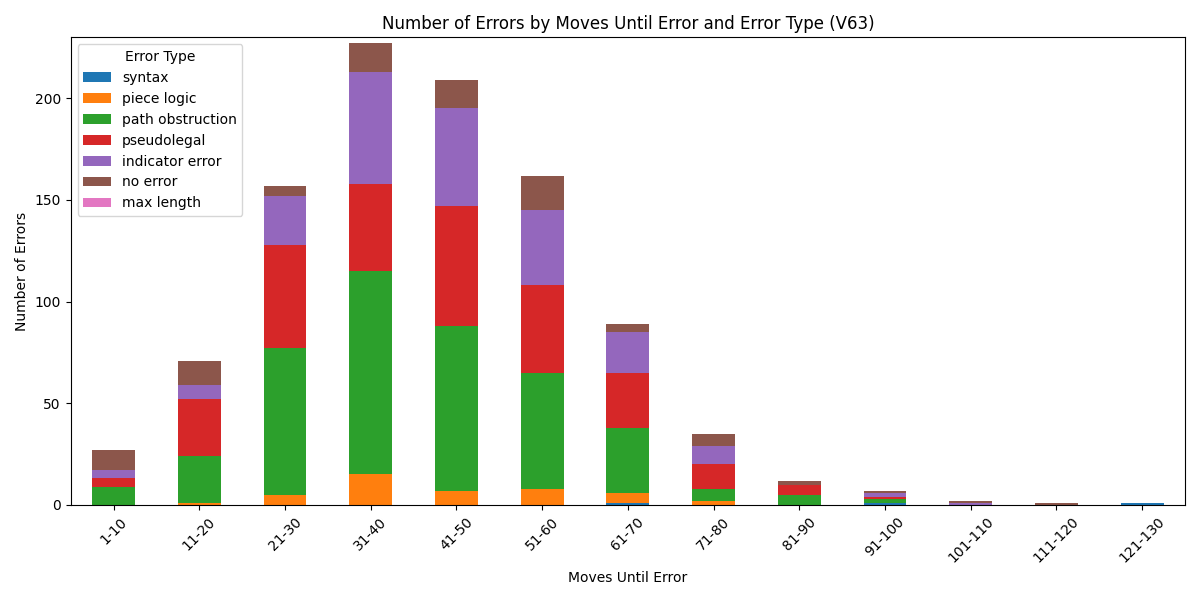 Number of Errors by Moves Until Error and Error Type (V63)
Error Type
syntax
piece logic
path obstruction
pseudolegal
indicator error
no error
max length
Number of Errors
200
150
100
50
0
1-10
11-20
21-30
31-40
41-50
51-60
61-70
71-80
81-90
91-100
101-110
111-120
121-130
Moves Until Error